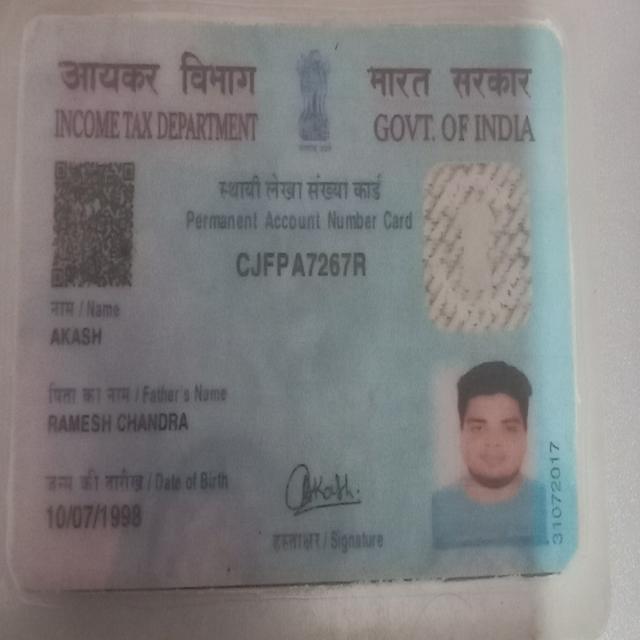 आयकर विभाग
INCOME TAX DEPARTMENT
भारत सरकार
GOVT. OF INDIA
स्थायी लेखा संख्या कार्ड
Permanent Account Number Card
CJFPA7267R
नाम / Name
AKASH
पिता का नाम / Father's Name
RAMESH CHANDRA
जन्म की तारीख / Date of Birth
10/07/1998
Akash.
हस्ताक्षर / Signature
31072017